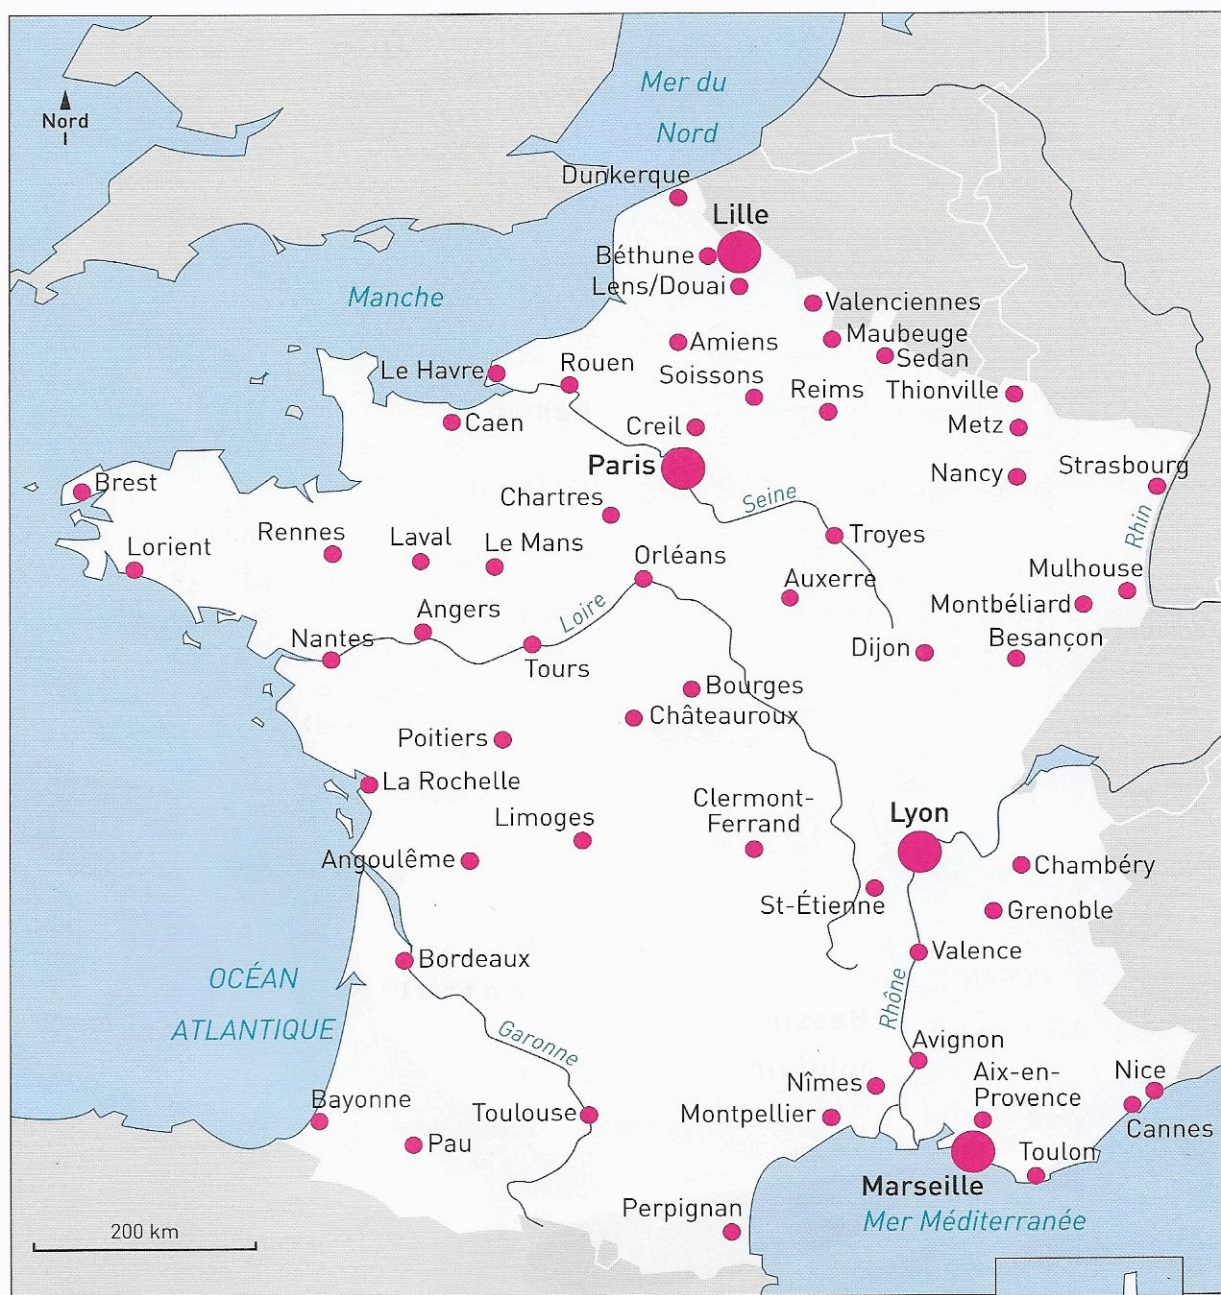 Mer du
Nord
Nord
Dunkerque
Lille
Béthune
Lens/Douai
Manche
Valenciennes
Maubeuge
Amiens
Sedan
Le Havre
Rouen
Soissons
Reims
Thionville
Caen
Creil
Metz
Paris
Nancy
Strasbourg
Brest
Chartres
Seine
Rhin
Rennes
Laval
Le Mans
Troyes
Lorient
Orléans
Auxerre
Mulhouse
Montbéliard
Angers
Loire
Nantes
Tours
Dijon
Besançon
Bourges
Châteauroux
Poitiers
La Rochelle
Limoges
Clermont-
Ferrand
Lyon
Angoulême
Chambéry
St-Étienne
Grenoble
Bordeaux
Valence
OCÉAN
ATLANTIQUE
Rhône
Garonne
Avignon
Nîmes
Aix-en-
Provence
Nice
Bayonne
Toulouse
Montpellier
Cannes
Pau
Toulon
Marseille
Perpignan
Mer Méditerranée
200 km